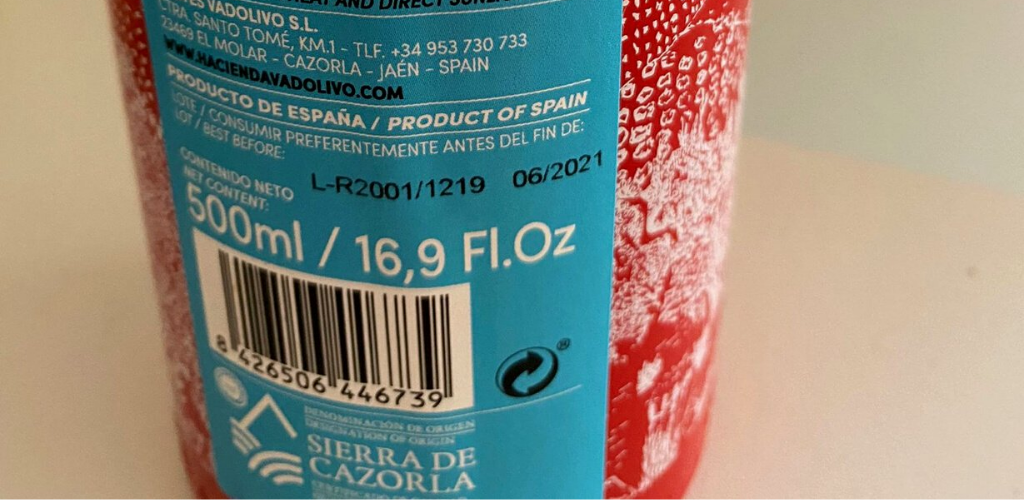 AND DIRECT
ES VADOLIVO S.L.
CTRA. SANTO TOMÉ, KM.1 - TLF. +34 953 730 733
23469 EL MOLAR - CAZORLA - JAÉN - SPAIN
WWW.HACIENDAVADOLIVO.COM
PRODUCTO DE ESPAÑA / PRODUCT OF SPAIN
LOTE / CONSUMIR PREFERENTEMENTE ANTES DEL FIN DE:
LOT / BEST BEFORE:
L-R2001/1219 06/2021
CONTENIDO NETO
NET CONTENT:
500ml / 16,9 Fl.Oz
8 426506 446739
®
DENOMINACIÓN DE ORIGEN
DESIGNATION OF ORIGIN
SIERRA DE
CAZORLA